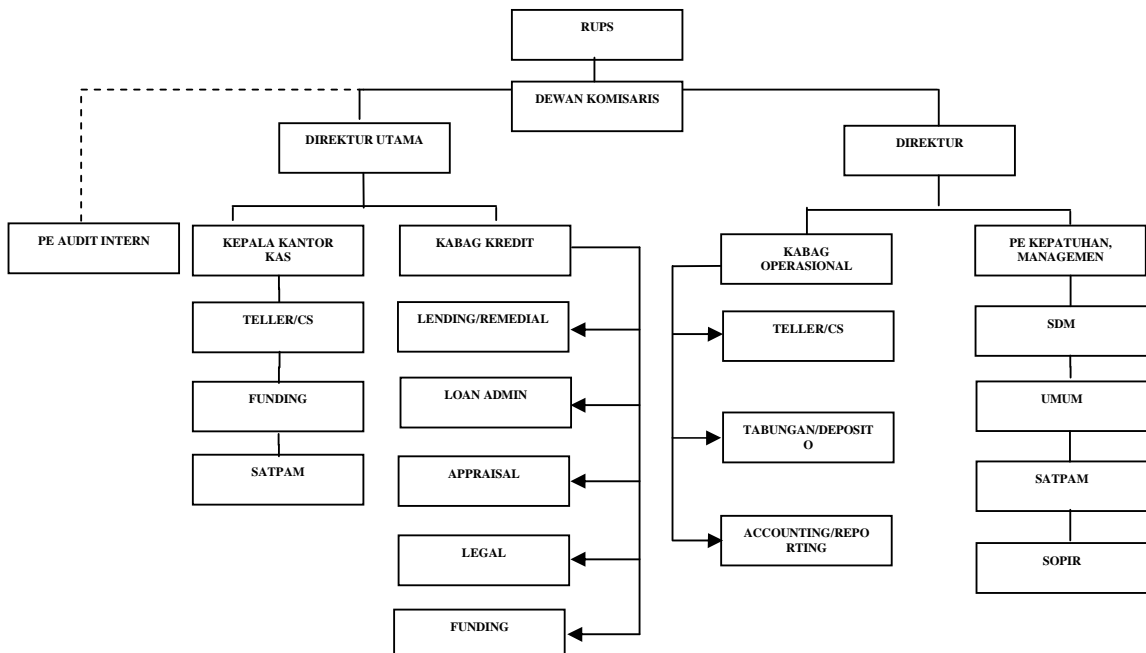 RUPS
DEWAN KOMISARIS
DIREKTUR UTAMA
DIREKTUR
PE AUDIT INTERN
KEPALA KANTOR
KAS
KABAG KREDIT
KABAG
OPERASIONAL
PE KEPATUHAN,
MANAGEMEN
TELLER/CS
LENDING/REMEDIAL
TELLER/CS
SDM
FUNDING
LOAN ADMIN
UMUM
TABUNGAN/DEPOSIT
O
SATPAM
APPRAISAL
SATPAM
LEGAL
ACCOUNTING/REPO
RTING
SOPIR
FUNDING